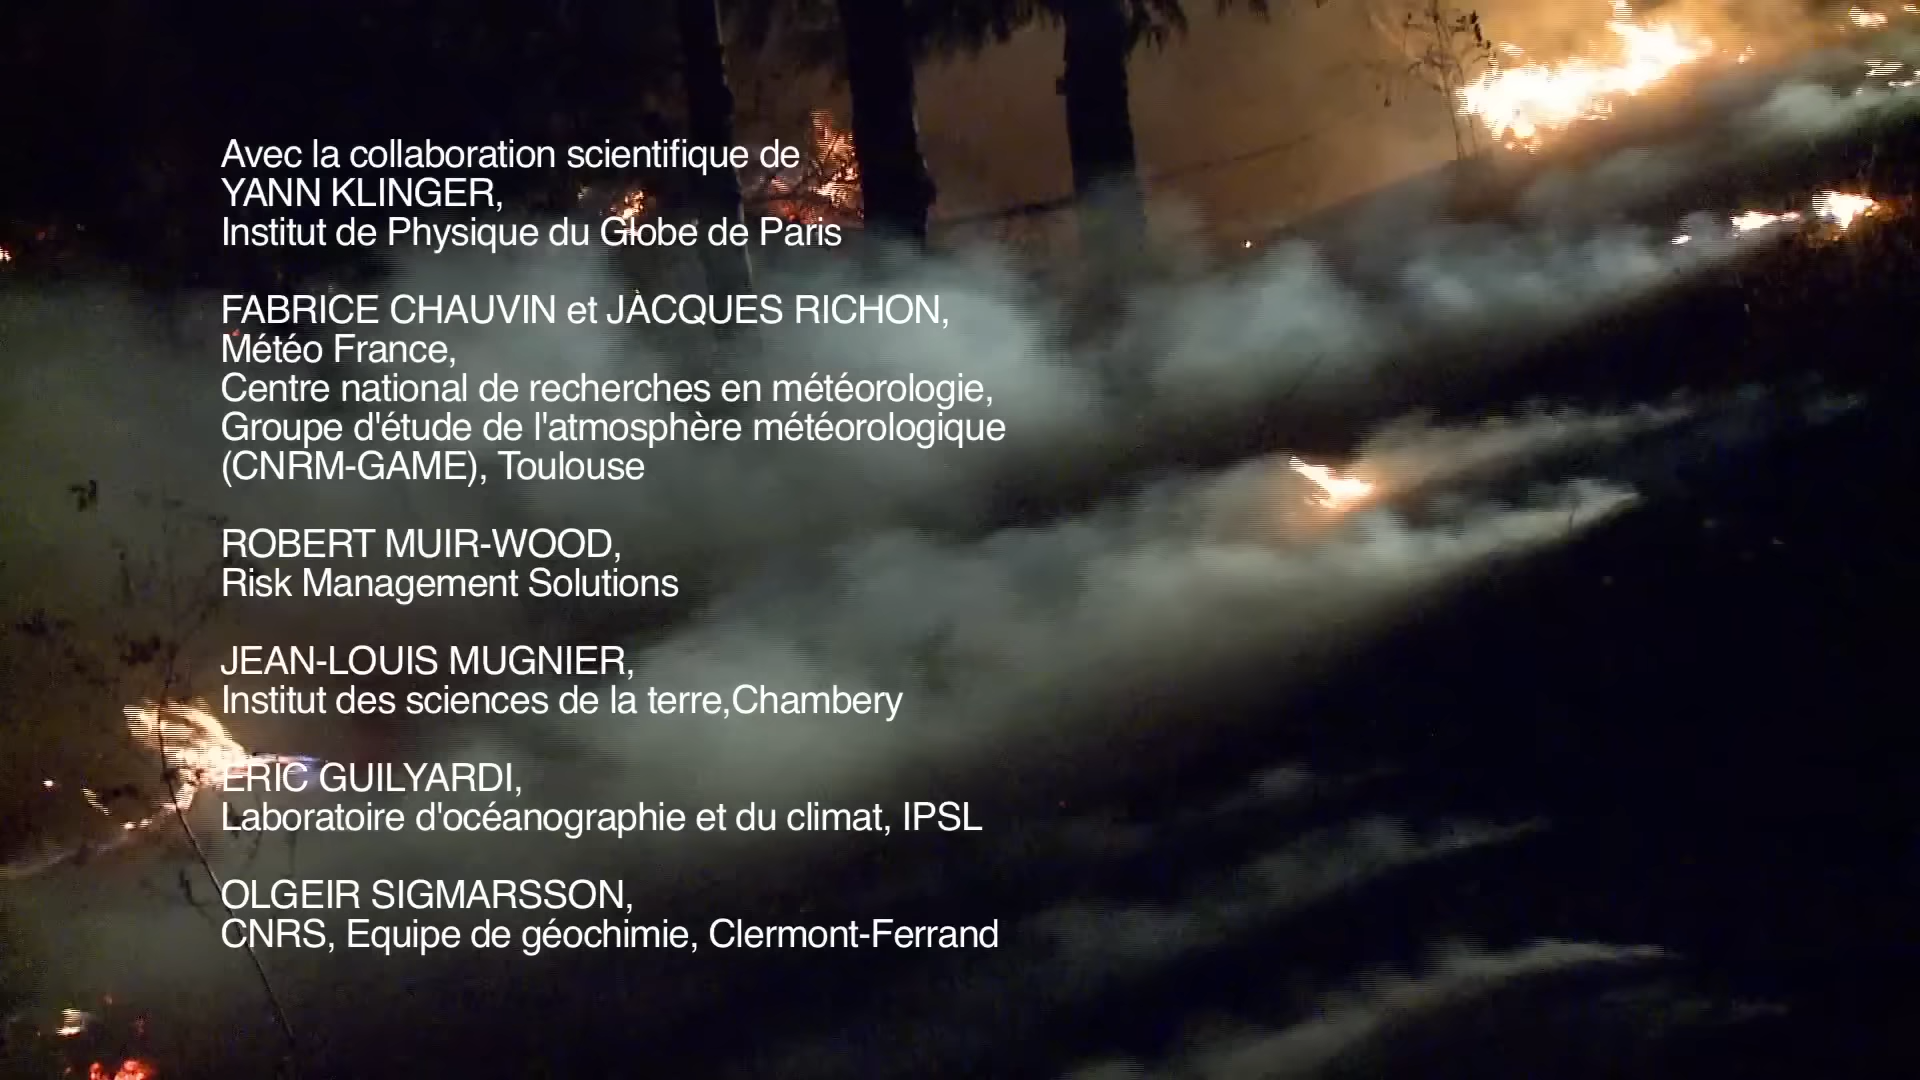 Avec la collaboration scientifique de
YANN KLINGER,
Institut de Physique du Globe de Paris
FABRICE CHAUVIN et JACQUES RICHON,
Météo France,
Centre national de recherches en météorologie,
Groupe d'étude de l'atmosphère météorologique
(CNRM-GAME), Toulouse
ROBERT MUIR-WOOD,
Risk Management Solutions
JEAN-LOUIS MUGNIER,
Institut des sciences de la terre,Chambery
ERIC GUILYARDI,
Laboratoire d'océanographie et du climat, IPSL
OLGEIR SIGMARSSON,
CNRS, Equipe de géochimie, Clermont-Ferrand